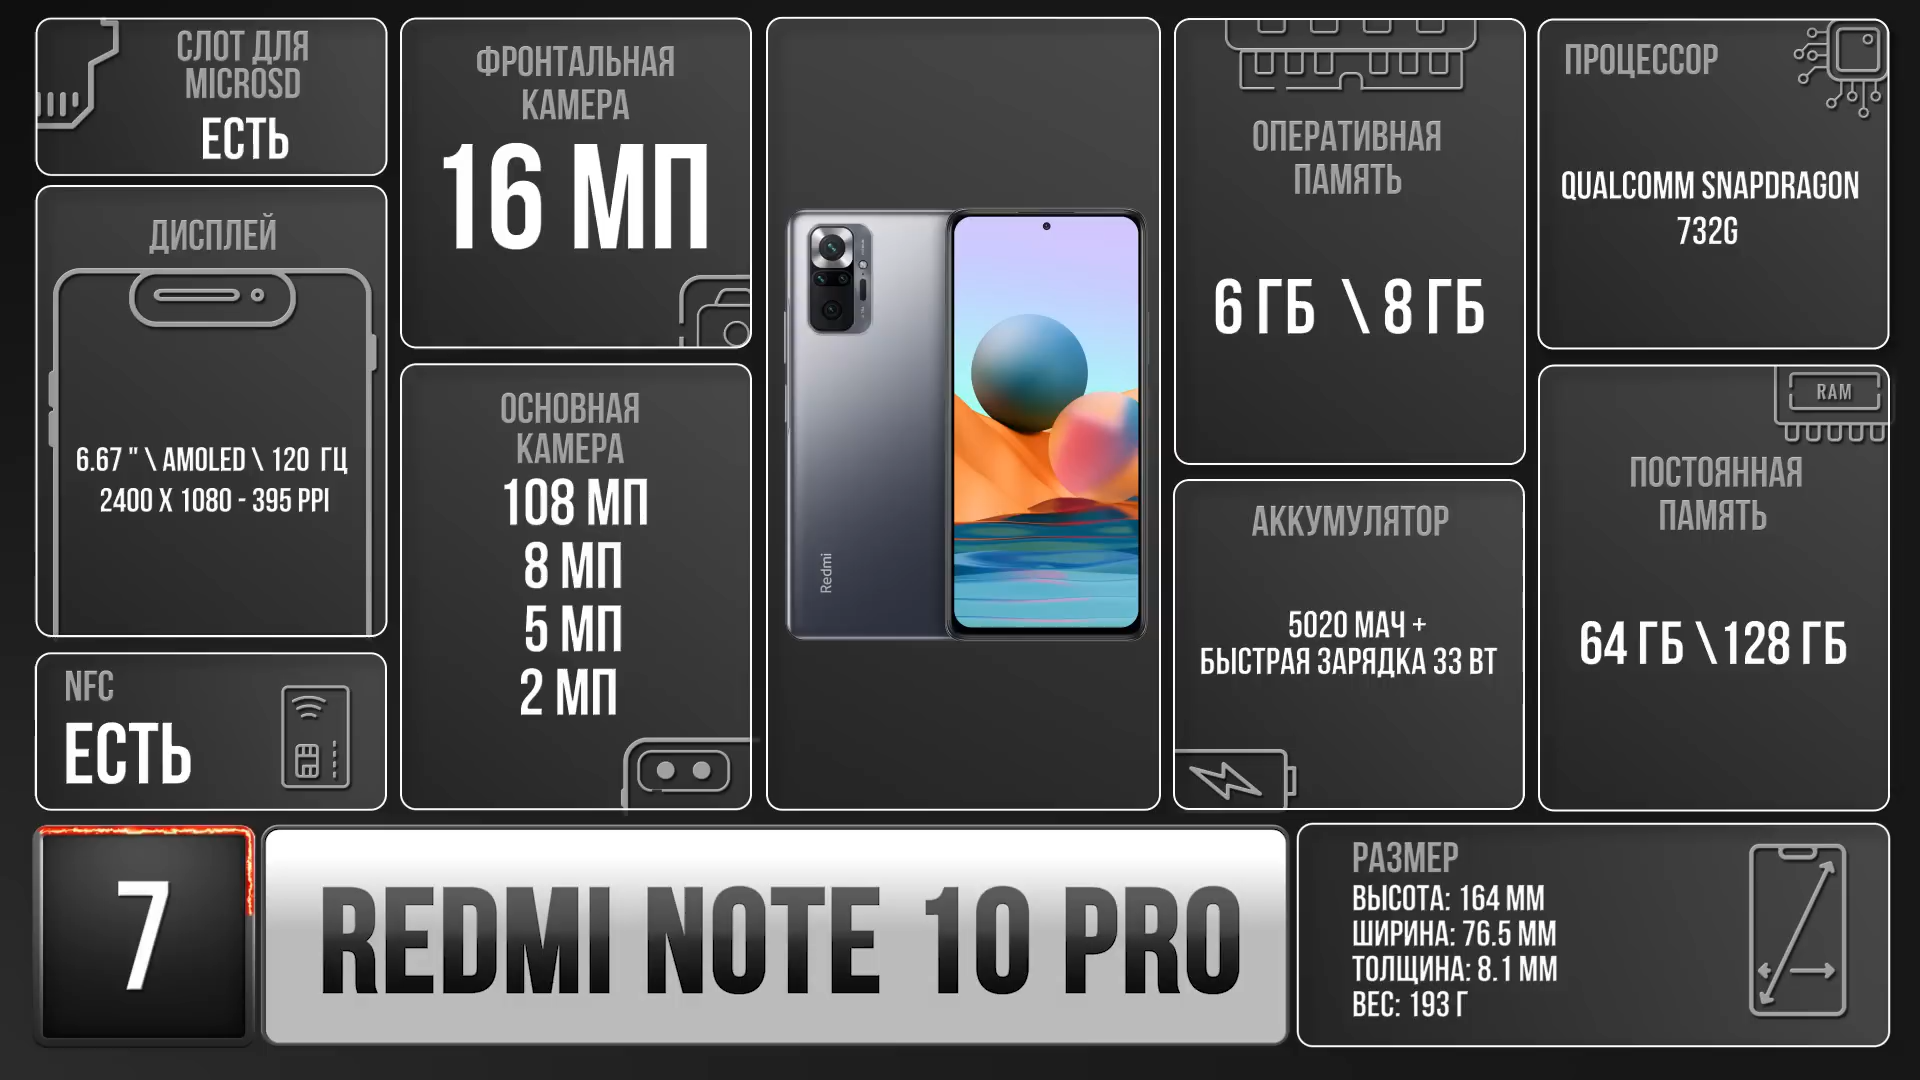 СЛОТ ДЛЯ
MICROSD
ЕСТЬ
ДИСПЛЕЙ
6.67 " \ AMOLED \ 120 ГЦ
2400 X 1080 - 395 PPI
NFC
ЕСТЬ
ФРОНТАЛЬНАЯ
КАМЕРА
16 МП
ОСНОВНАЯ
КАМЕРА
108 МП
8 МП
5 МП
2 МП
Redmi
ОПЕРАТИВНАЯ
ПАМЯТЬ
6 ГБ \ 8 ГБ
АККУМУЛЯТОР
5020 МАЧ +
БЫСТРАЯ ЗАРЯДКА 33 ВТ
ПРОЦЕССОР
QUALCOMM SNAPDRAGON
732G
RAM
ПОСТОЯННАЯ
ПАМЯТЬ
64 ГБ \128 ГБ
7
REDMI NOTE 10 PRO
РАЗМЕР
ВЫСОТА: 164 ММ
ШИРИНА: 76.5 ММ
ТОЛЩИНА: 8.1 ММ
ВЕС: 193 Г